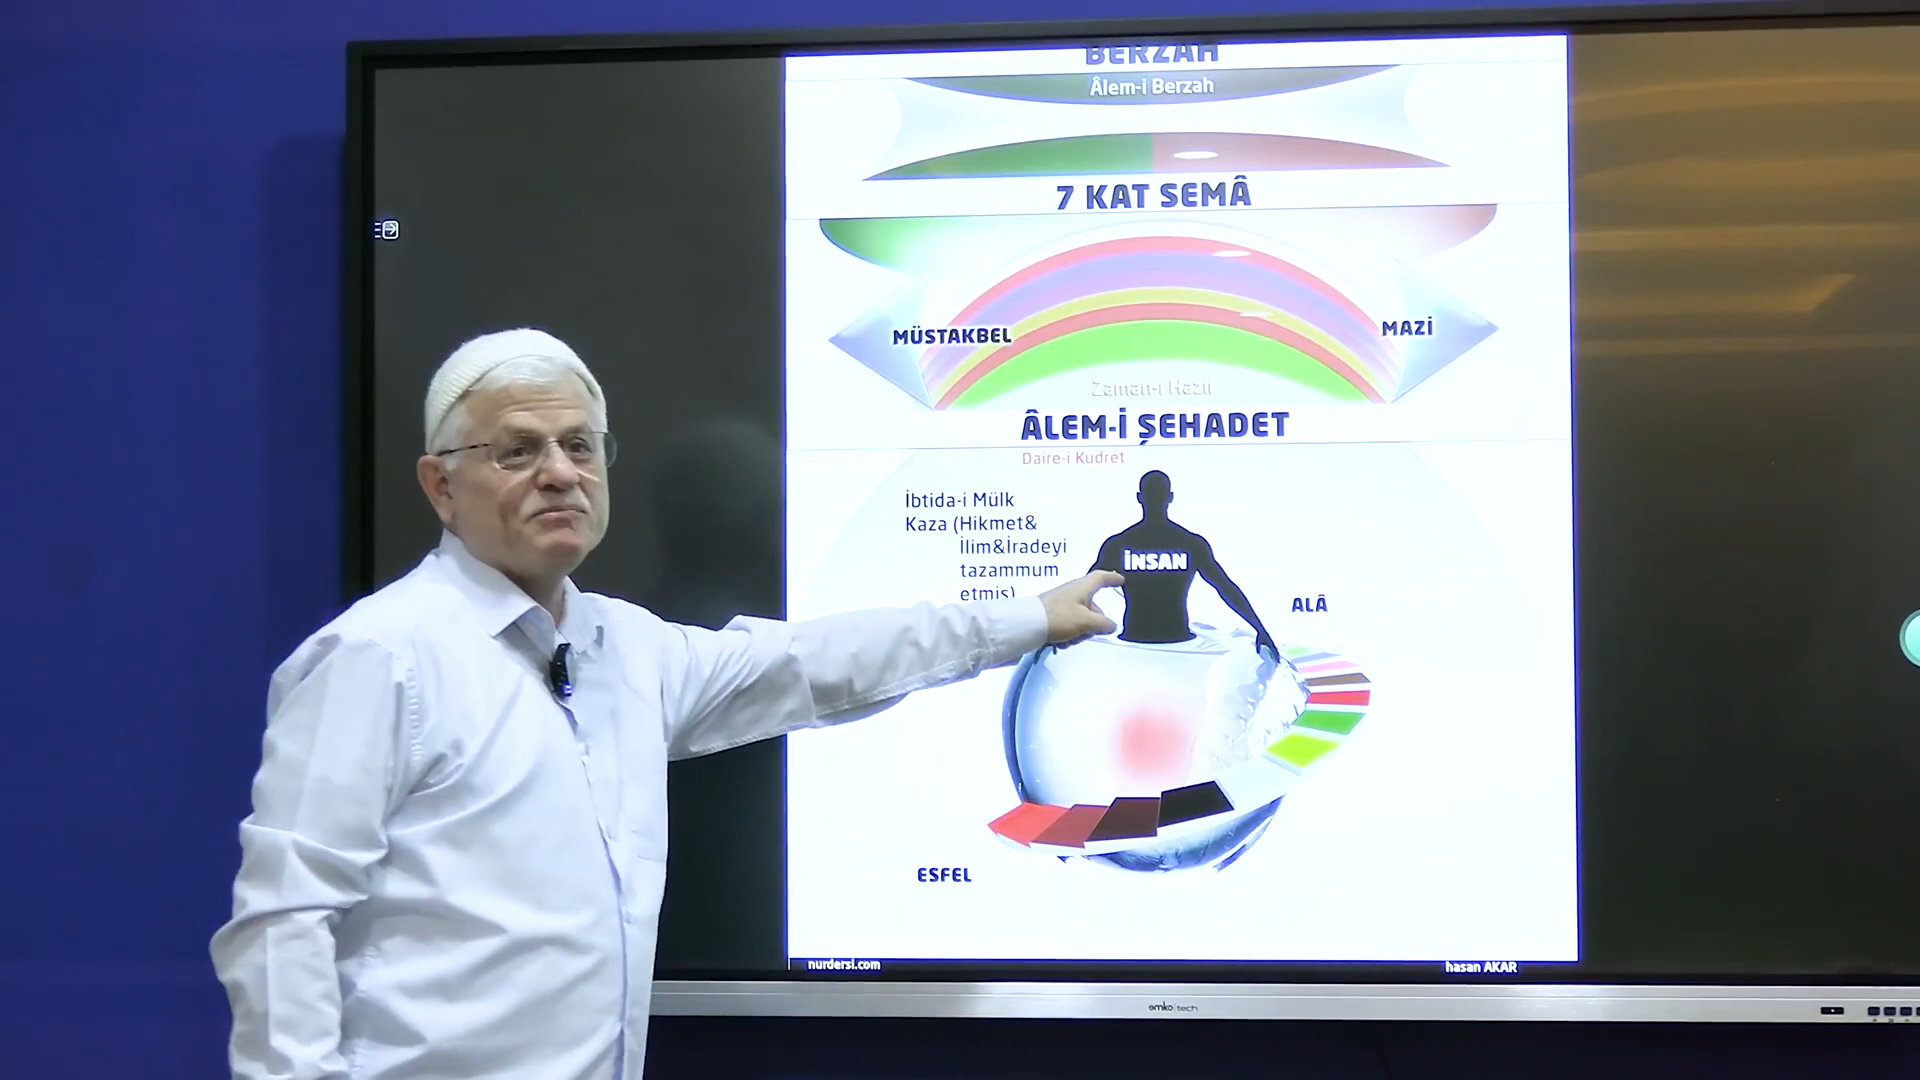 BERZAH
Âlem-i Berzah
7 KAT SEMÂ
MÜSTAKBEL
MAZİ
Zaman-ı Hazır
ÂLEM-İ ŞEHADET
Daire-i Kudret
İbtida-i Mülk
Kaza (Hikmet&
İlim&İradeyi
tazammum
etmiş)
İNSAN
ALÂ
ESFEL
nurdersi.com
hasan AKAR
emko tech